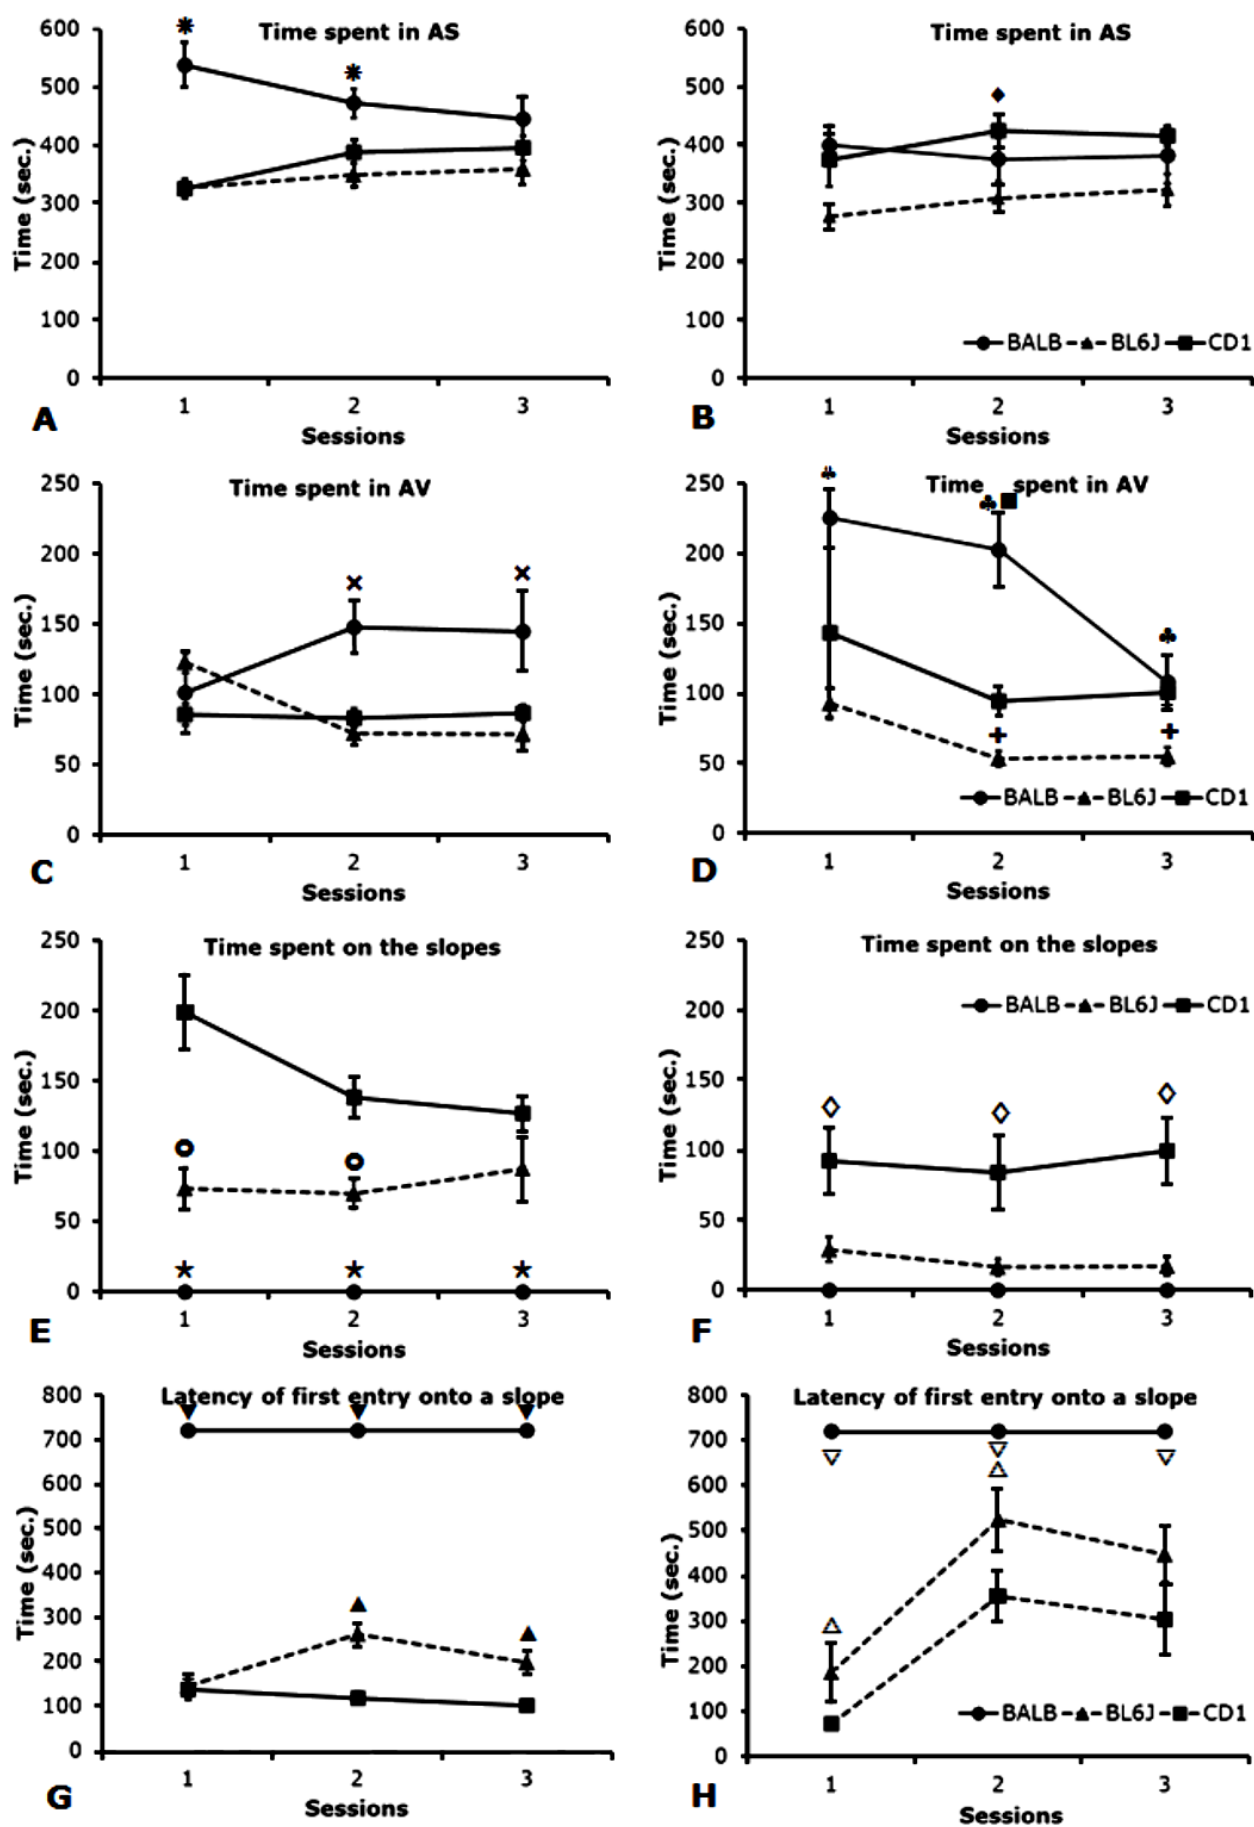 Time spent in AS
600
500
400
300
200
100
0
Time (sec.)
1 2 3
Sessions
A
Time spent in AS
600
500
400
300
200
100
0
Time (sec.)
BALB BL6J CD1
1 2 3
Sessions
B
Time spent in AV
250
200
150
100
50
0
Time (sec.)
1 2 3
Sessions
C
Time spent in AV
250
200
150
100
50
0
Time (sec.)
BALB BL6J CD1
1 2 3
Sessions
D
Time spent on the slopes
250
200
150
100
50
0
Time (sec.)
1 2 3
Sessions
E
Time spent on the slopes
250
200
150
100
50
0
Time (sec.)
BALB BL6J CD1
1 2 3
Sessions
F
Latency of first entry onto a slope
800
700
600
500
400
300
200
100
0
Time (sec.)
1 2 3
Sessions
G
Latency of first entry onto a slope
800
700
600
500
400
300
200
100
0
Time (sec.)
BALB BL6J CD1
1 2 3
Sessions
H